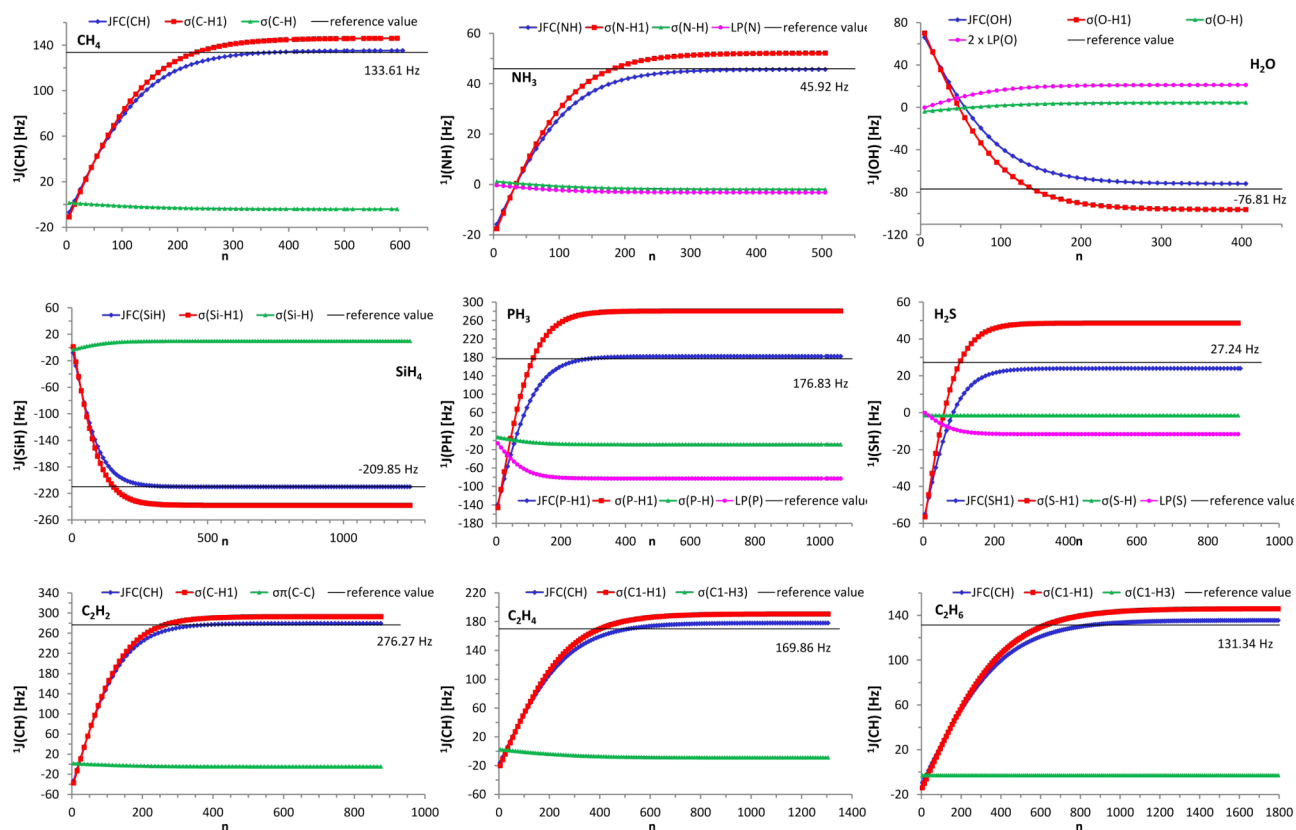 JFC(CH) σ(C-H1) σ(C-H) reference value
CH₄
133.61 Hz
¹J(CH) [Hz]
140
100
60
20
-20
0 100 200 300 400 500 600
n
JFC(NH) σ(N-H1) σ(N-H) LP(N)
reference value
NH₃
45.92 Hz
¹J(NH) [Hz]
60
40
20
0
-20
0 100 200 300 400 500
n
JFC(OH) σ(O-H1) σ(O-H)
2 x LP(O) reference value
H₂O
-76.81 Hz
¹J(OH) [Hz]
80
40
0
-40
-80
-120
0 100 200 300 400
n
JFC(SiH) σ(Si-H1) σ(Si-H) reference value
SiH₄
-209.85 Hz
¹J(SiH) [Hz]
60
20
-20
-60
-100
-140
-180
-220
-260
0 500 1000
n
PH₃
176.83 Hz
JFC(P-H1) σ(P-H1) σ(P-H) LP(P) reference value
¹J(PH) [Hz]
300
260
220
180
140
100
60
20
-20
-60
-100
-140
-180
0 200 400 600 800 1000
n
H₂S
27.24 Hz
JFC(SH1) σ(S-H1) σ(S-H) LP(S) reference value
¹J(SH) [Hz]
60
40
20
0
-20
-40
-60
0 200 400 600 800 1000
n
JFC(CH) σ(C-H1) σπ(C-C) reference value
C₂H₂
276.27 Hz
¹J(CH) [Hz]
340
300
260
220
180
140
100
60
20
-20
-60
0 200 400 600 800 1000
n
JFC(CH) σ(C1-H1) σ(C1-H3) reference value
C₂H₄
169.86 Hz
¹J(CH) [Hz]
220
180
140
100
60
20
-20
-60
0 200 400 600 800 1000 1200 1400
n
JFC(CH) σ(C1-H1) σ(C1-H3) reference value
C₂H₆
131.34 Hz
¹J(CH) [Hz]
140
100
60
20
-20
0 200 400 600 800 1000 1200 1400 1600 1800
n